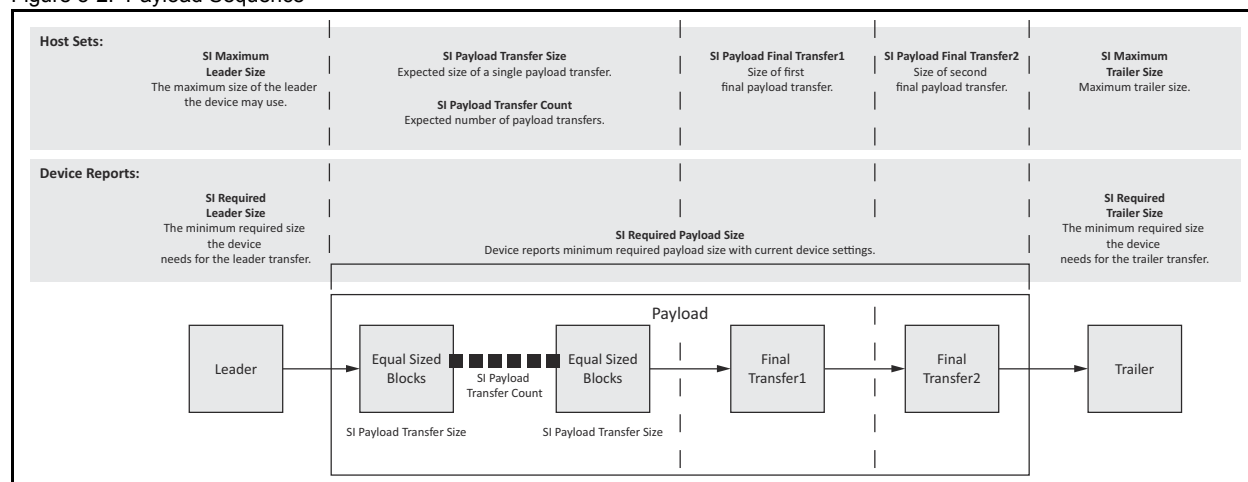 Figure 5-2: Payload Sequence
Host Sets:
SI Maximum
Leader Size
The maximum size of the leader
the device may use.
SI Payload Transfer Size
Expected size of a single payload transfer.
SI Payload Transfer Count
Expected number of payload transfers.
SI Payload Final Transfer1
Size of first
final payload transfer.
SI Payload Final Transfer2
Size of second
final payload transfer.
SI Maximum
Trailer Size
Maximum trailer size.
Device Reports:
SI Required
Leader Size
The minimum required size
the device
needs for the leader transfer.
SI Required Payload Size
Device reports minimum required payload size with current device settings.
SI Required
Trailer Size
The minimum required size
the device
needs for the trailer transfer.
Payload
Leader
Equal Sized
Blocks
SI Payload
Transfer Count
Equal Sized
Blocks
Final
Transfer1
Final
Transfer2
Trailer
SI Payload Transfer Size
SI Payload Transfer Size